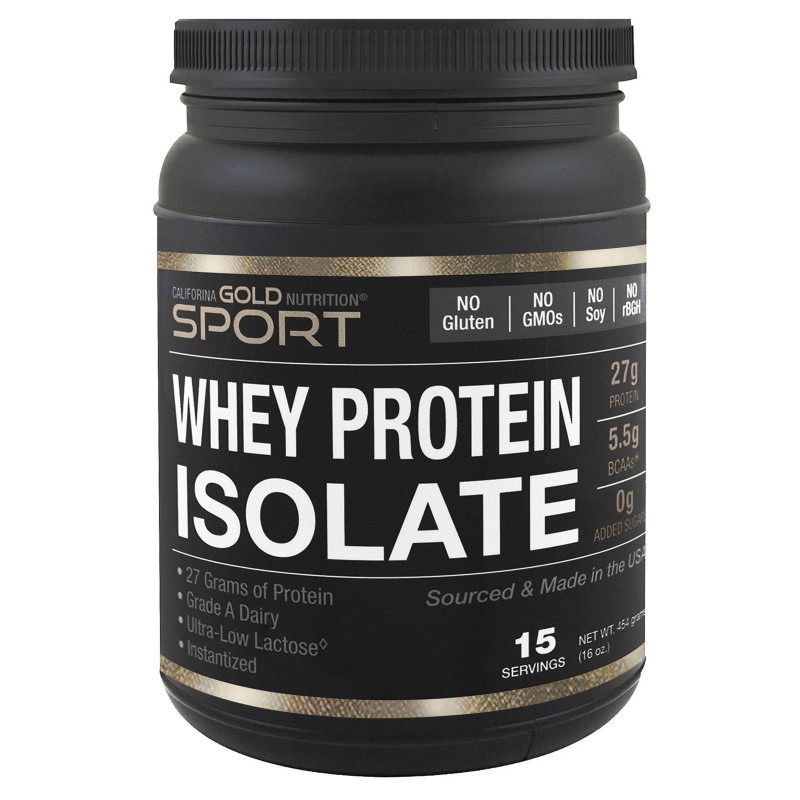 CALIFORNIA GOLD NUTRITION®
SPORT
NO Gluten
NO GMOs
NO Soy
NO rBGH
WHEY PROTEIN
ISOLATE
27g
PROTEIN
5.5g
BCAAs
0g
ADDED SUGAR
• 27 Grams of Protein
• Grade A Dairy
• Ultra-Low Lactose◊
• Instantized
Sourced & Made in the USA
15
SERVINGS
NET WT. 454 grams
(16 oz.)